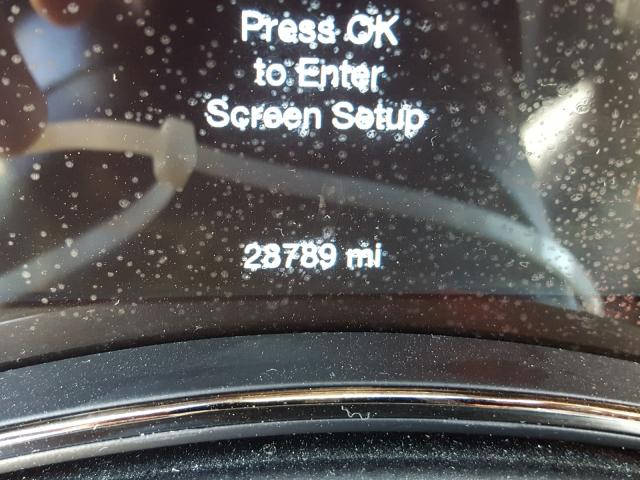 Press OK
to Enter
Screen Setup
28789 mi